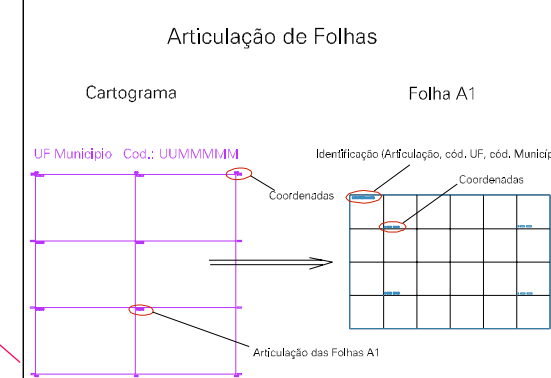 Articulação de Folhas
Cartograma
Folha A1
UF Municipio Cod.: UUMMMMM
Identificação (Articulação, cód. UF, cód. Municíp
Coordenadas
Coordenadas
Articulação das Folhas A1